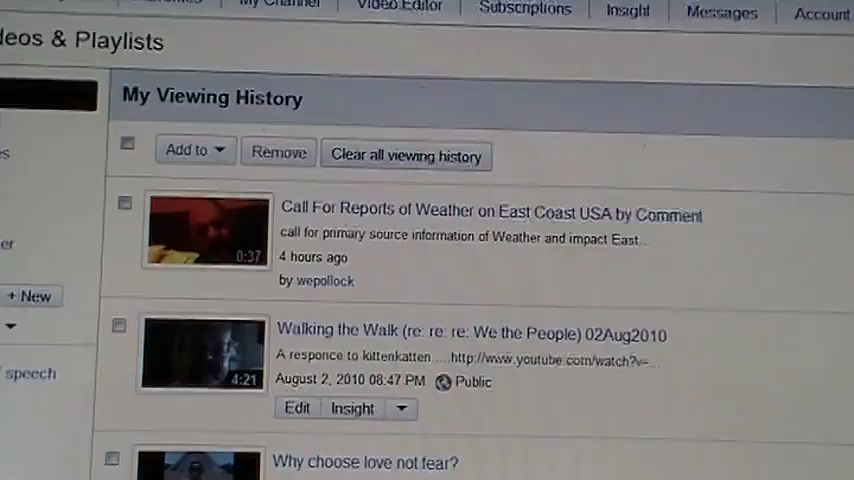 My Channel
Video Editor
Subscriptions
Insight
Messages
Account
deos & Playlists
My Viewing History
Add to
Remove
Clear all viewing history
0:37
Call For Reports of Weather on East Coast USA by Comment
call for primary source information of Weather and impact East...
4 hours ago
by wepollock
er
+ New
speech
4:21
Walking the Walk (re: re: re: We the People) 02Aug2010
A responce to kittenkatten.....http://www.youtube.com/watch?v=...
August 2, 2010 08:47 PM Public
Edit
Insight
Why choose love not fear?